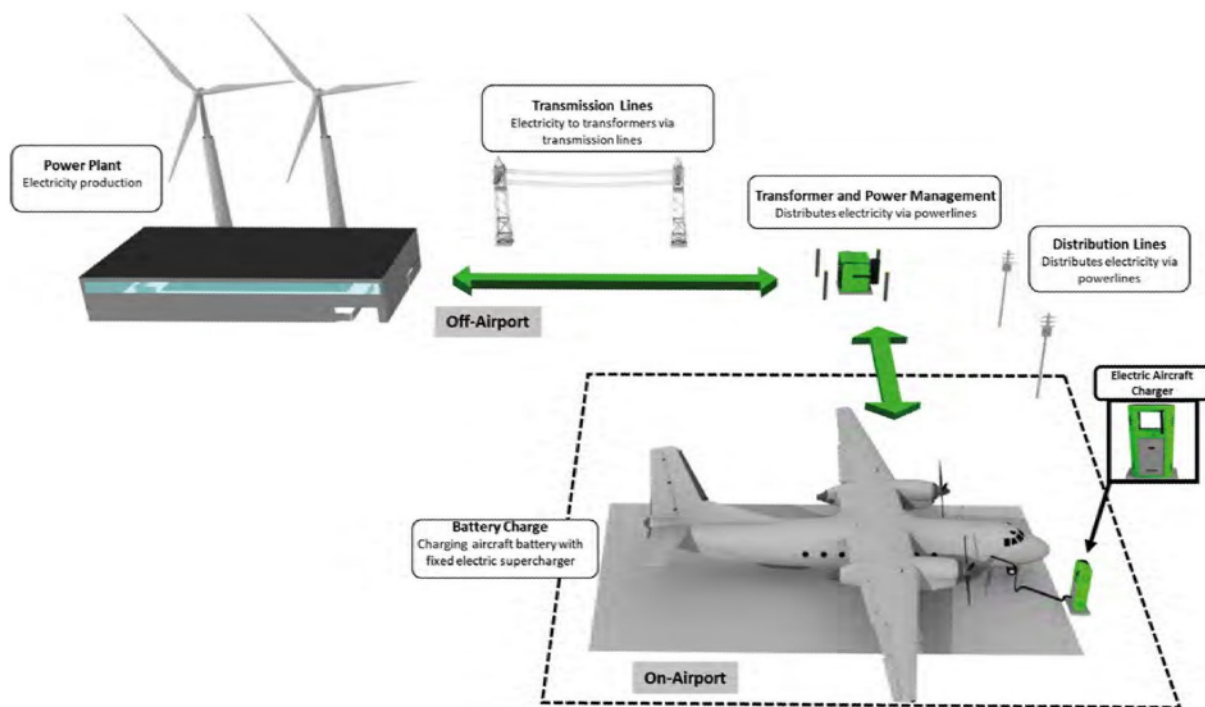 Transmission Lines
Electricity to transformers via
transmission lines
Power Plant
Electricity production
Transformer and Power Management
Distributes electricity via powerlines
Distribution Lines
Distributes electricity via
powerlines
Off-Airport
Electric Aircraft
Charger
Battery Charge
Charging aircraft battery with
fixed electric supercharger
On-Airport